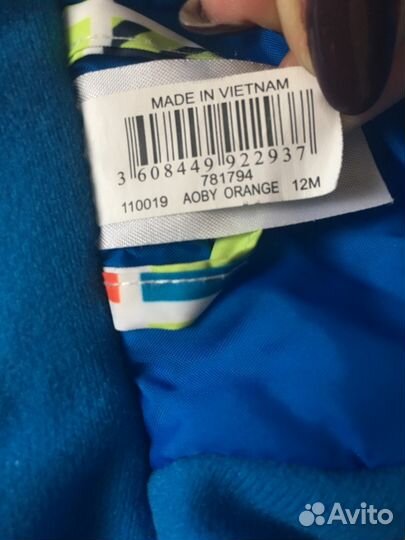 MADE IN VIETNAM
3 608449 922937
781794
110019 AOBY ORANGE 12M
Avito